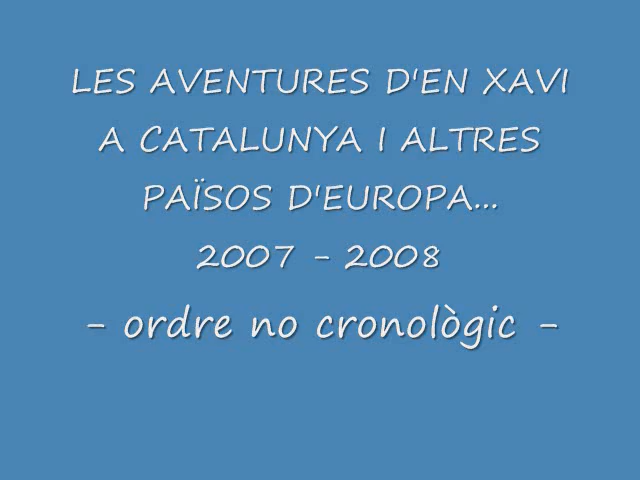 LES AVENTURES D'EN XAVI
A CATALUNYA I ALTRES
PAÏSOS D'EUROPA...
2007 - 2008
- ordre no cronològic -